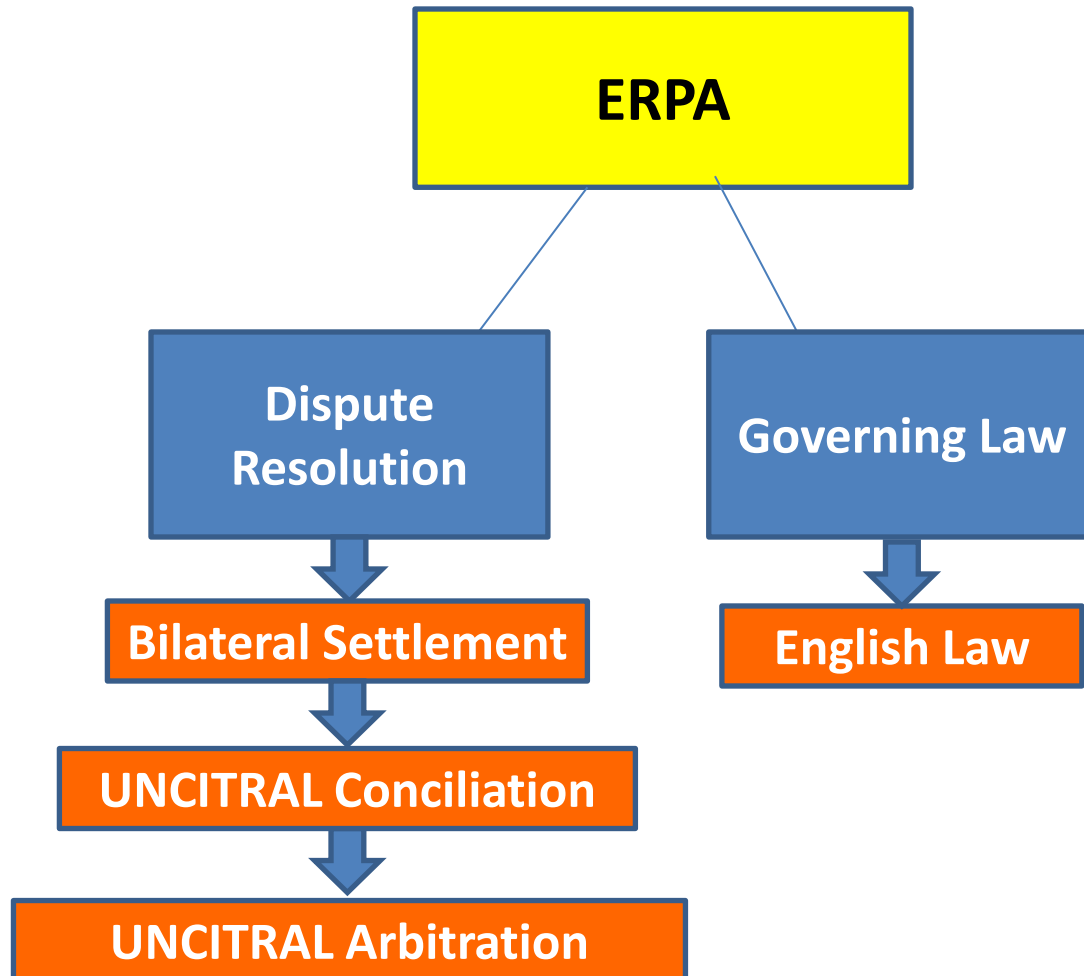 ERPA
Dispute
Resolution
Governing Law
Bilateral Settlement
English Law
UNCITRAL Conciliation
UNCITRAL Arbitration